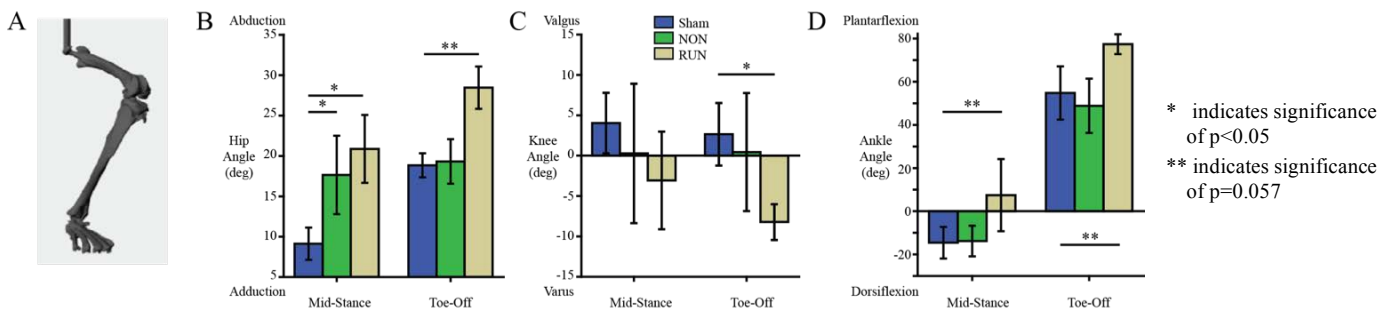 A
B
Abduction
35
30
25
20
15
10
5
Hip
Angle
(deg)
Adduction
*
*
**
Mid-Stance
Toe-Off
C
Valgus
15
10
5
0
-5
-10
-15
Knee
Angle
(deg)
Varus
Sham
NON
RUN
*
Mid-Stance
Toe-Off
D
Plantarflexion
80
60
40
20
0
-20
Ankle
Angle
(deg)
Dorsiflexion
**
**
Mid-Stance
Toe-Off
* indicates significance
of p<0.05
** indicates significance
of p=0.057